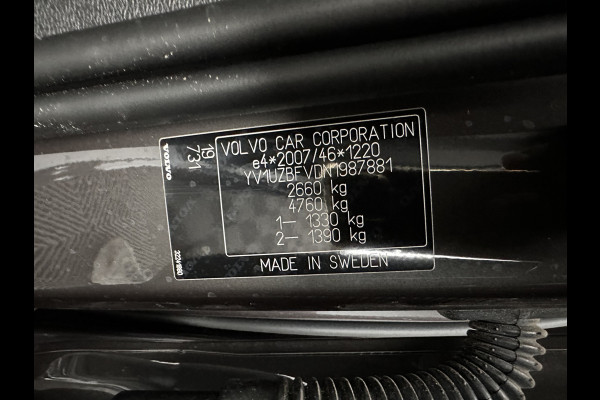 VOLVO CAR CORPORATION
e4*2007/46*1220
YV1UZBFVDN1987881
2660 kg
4760 kg
1– 1330 kg
2– 1390 kg
MADE IN SWEDEN
19
731
VOLVO